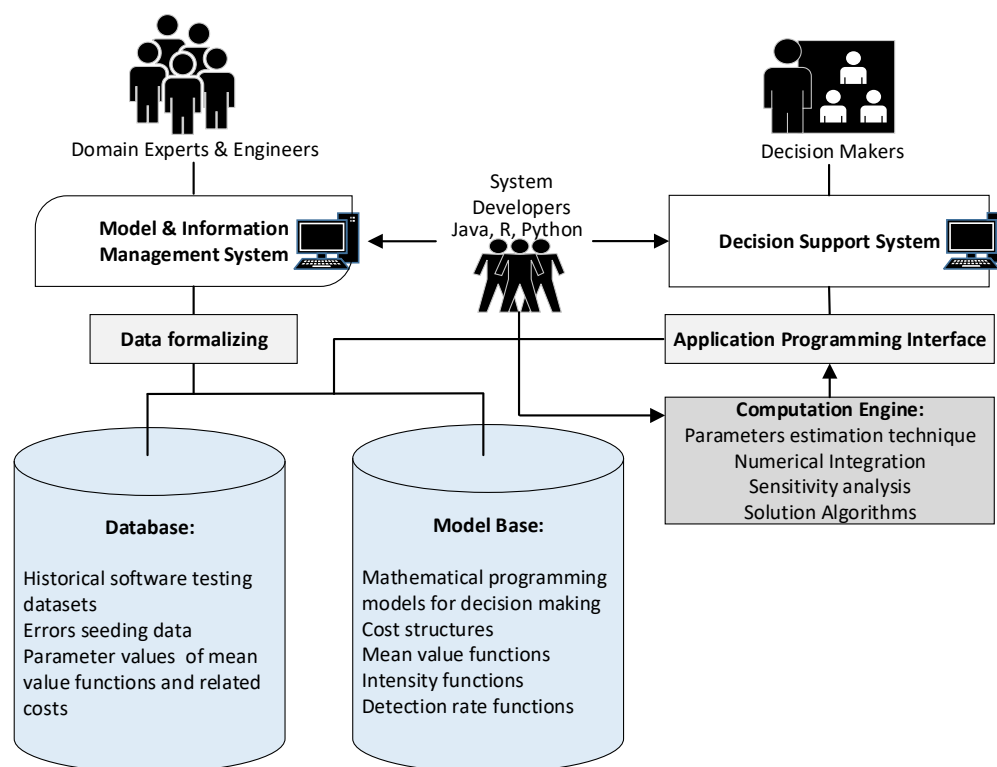 Domain Experts & Engineers
Decision Makers
System
Developers
Java, R, Python
Model & Information
Management System
Decision Support System
Data formalizing
Application Programming Interface
Computation Engine:
Parameters estimation technique
Numerical Integration
Sensitivity analysis
Solution Algorithms
Database:
Historical software testing
datasets
Errors seeding data
Parameter values of mean
value functions and related
costs
Model Base:
Mathematical programming
models for decision making
Cost structures
Mean value functions
Intensity functions
Detection rate functions